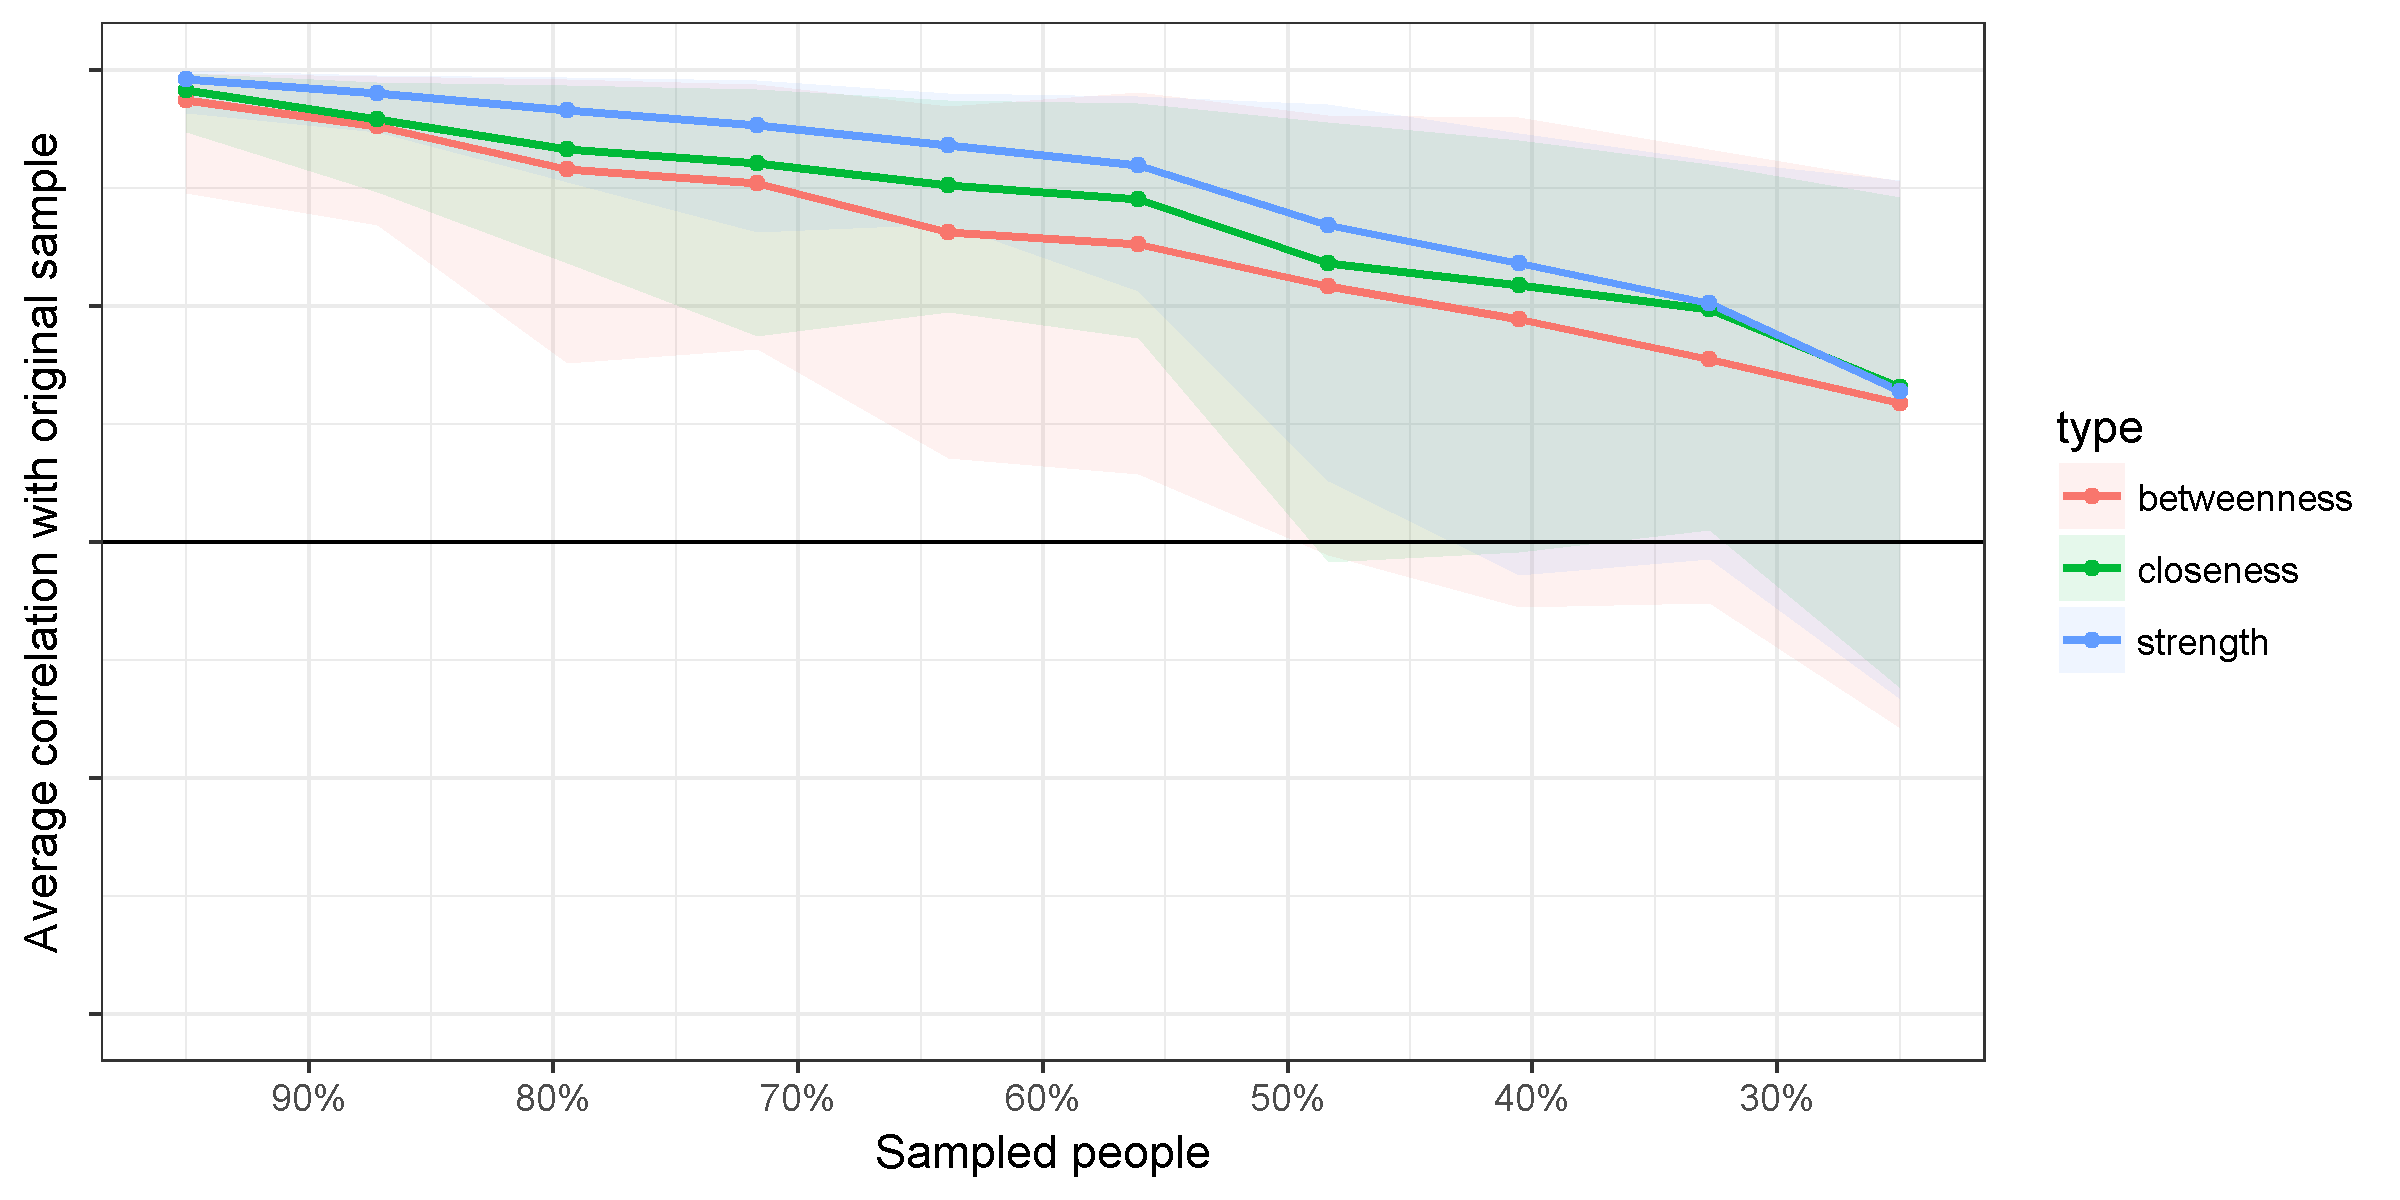 Average correlation with original sample
90%
80%
70%
60%
50%
40%
30%
Sampled people
type
betweenness
closeness
strength